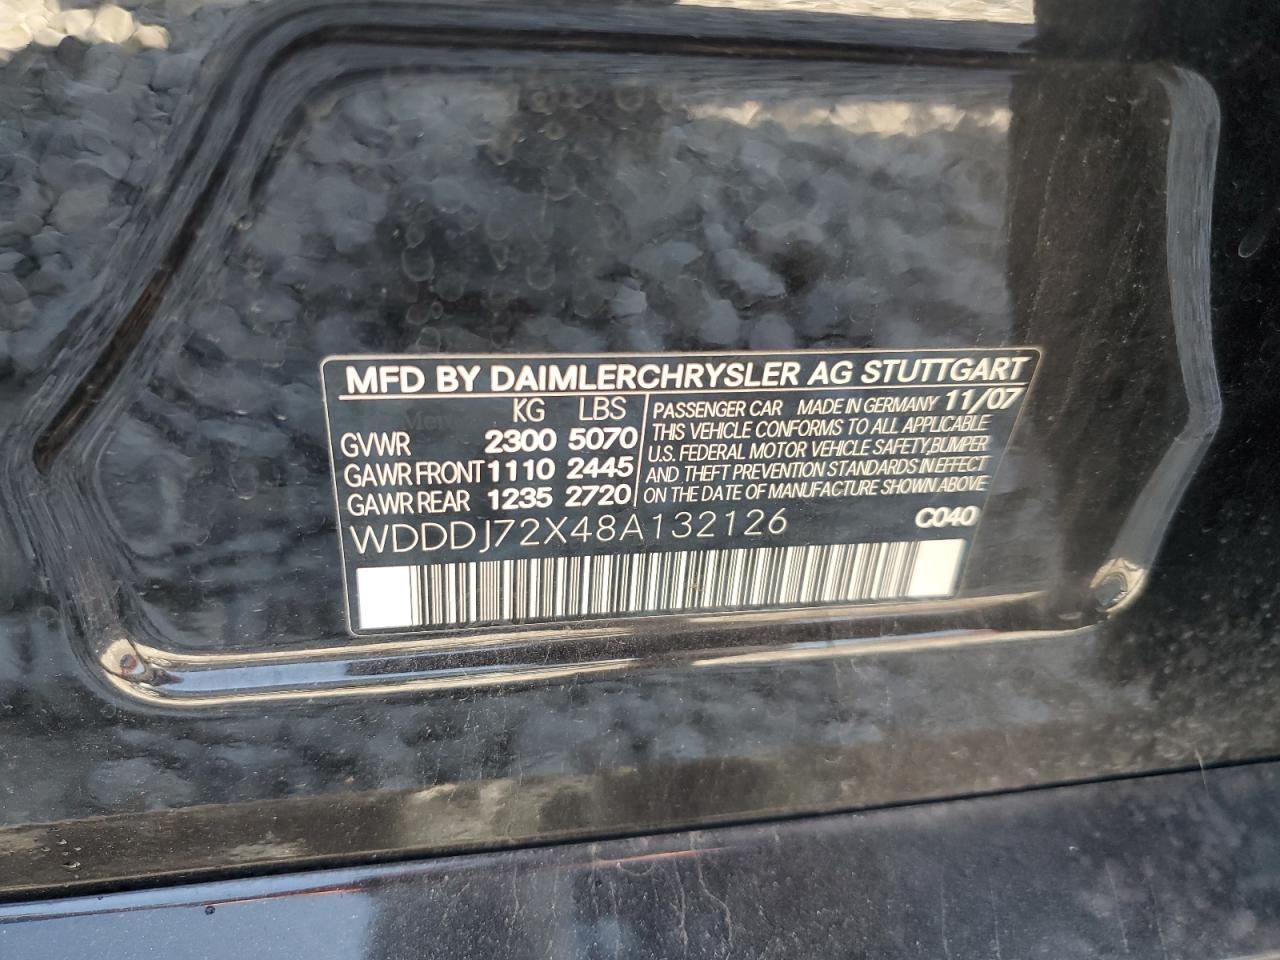 MFD BY DAIMLERCHRYSLER AG STUTTGART
KG LBS
GVWR 2300 5070
GAWR FRONT 1110 2445
GAWR REAR 1235 2720
PASSENGER CAR MADE IN GERMANY 11/07
THIS VEHICLE CONFORMS TO ALL APPLICABLE
U.S. FEDERAL MOTOR VEHICLE SAFETY, BUMPER
AND THEFT PREVENTION STANDARDS IN EFFECT
ON THE DATE OF MANUFACTURE SHOWN ABOVE
WDDDJ72X48A132126 C040